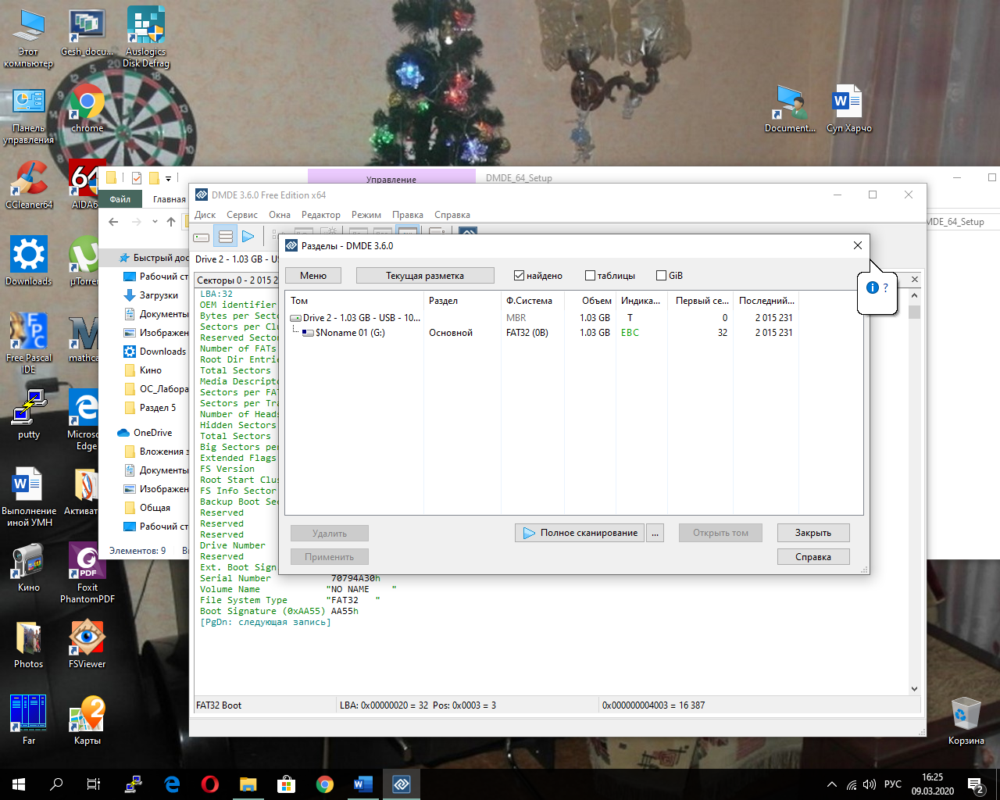 Этот компьютер
Gesh_docu...
Auslogics Disk Defrag
Панель управления
chrome
Document...
Суп Харчо
CCleaner64
64
AIDA6
Downloads
µTorren
Free Pascal IDE
mathca
putty
Microso
Edge
Выполнение иной УМН
Активат
Кино
Foxit PhantomPDF
PDF
Photos
FSViewer
Far
Карты
Корзина
Управление
DMDE_64_Setup
Файл
Главная
MDE_64_Setup
Быстрый дос
Рабочий ст
Загрузки
Документы
Изображен
Downloads
Кино
ОС_Лабора
Раздел 5
OneDrive
Вложения э
Документы
Изображен
Общая
Рабочий ст
Элементов: 9
DMDE 3.6.0 Free Edition x64
Диск Сервис Окна Редактор Режим Правка Справка
Drive 2 - 1.03 GB - US
Секторы 0 - 2 015 2
LBA:32
OEM identifier
Bytes per Secto
Sectors per Clu
Reserved Sector
Number of FATs
Root Dir Entrie
Total Sectors
Media Descripto
Sectors per FAT
Sectors per Tra
Number of Heads
Hidden Sectors
Total Sectors
Big Sectors per
Extended Flags
FS Version
Root Start Clus
FS Info Sector
Backup Boot Sec
Reserved
Reserved
Reserved
Drive Number
Reserved
Ext. Boot Sign
Serial Number 70794A30h
Volume Name "NO NAME    "
File System Type "FAT32   "
Boot Signature (0xAA55) AA55h
[PgDn: следующая запись]
FAT32 Boot
LBA: 0x00000020 = 32 Pos: 0x0003 = 3
0x000000004003 = 16 387
Разделы - DMDE 3.6.0
Меню
Текущая разметка
найдено
таблицы
GiB
?
Том Раздел Ф.Система Объем Индика... Первый се... Последний...
Drive 2 - 1.03 GB - USB - 10... MBR 1.03 GB T 0 2 015 231
$Noname 01 (G:) Основной FAT32 (0B) 1.03 GB EBC 32 2 015 231
Удалить
Полное сканирование
...
Открыть том
Закрыть
Применить
Справка
РУС
16:25
09.03.2020
2